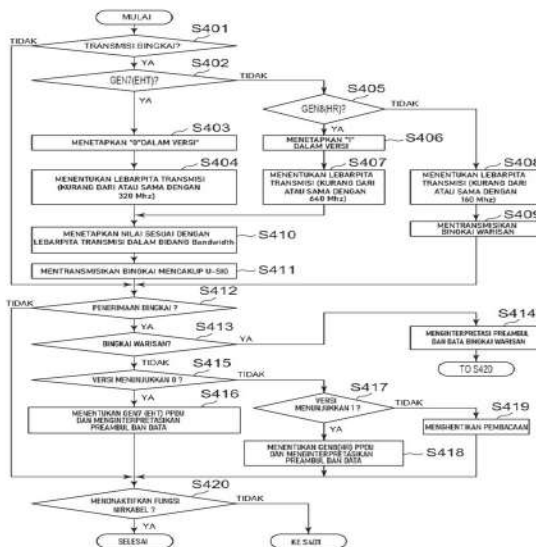 MULAI
S401
TRANSMISI BINGKAI?
TIDAK
YA
S402
GEN7(EHT)?
TIDAK
YA
S405
GEN8(HR)?
TIDAK
YA
S403
MENETAPKAN "0"DALAM VERSI"
S406
MENETAPKAN "1"
DALAM VERSI
S404
MENENTUKAN LEBARPITA TRANSMISI
(KURANG DARI ATAU SAMA DENGAN
320 Mhz)
S407
MENENTUKAN LEBARPITA
TRANSMISI (KURANG DARI
ATAU SAMA DENGAN
640 Mhz)
S408
MENENTUKAN LEBARPITA
TRANSMISI (KURANG DARI
ATAU SAMA DENGAN
160 Mhz)
S409
MENTRANSMISIKAN
BINGKAI WARISAN
S410
MENETAPKAN NILAI SESUAI DENGAN
LEBARPITA TRANSMISI DALAM BIDANG Bandwidth
S411
MENTRANSMISIKAN BINGKAI MENCAKUP U-SIG
S412
PENERIMAAN BINGKAI ?
TIDAK
YA
S413
BINGKAI WARISAN?
YA
TIDAK
S414
MENGINTERPRETASI PREAMBUL
DAN DATA BINGKAI WARISAN
TO S420
S415
VERSI MENUNJUKKAN 0 ?
TIDAK
YA
S416
MENENTUKAN GEN7 (EHT) PPDU
DAN MENGINTERPRETASIKAN
PREAMBUL DAN DATA
S417
VERSI
MENUNJUKKAN 1 ?
TIDAK
YA
S418
MENENTUKAN GEN8(HR) PPDU
DAN MENGINTERPRETASIKAN
PREAMBUL DAN DATA
S419
MENGHENTIKAN PEMBACAAN
S420
MENONAKTIFKAN FUNGSI
NIRKABEL ?
TIDAK
YA
SELESAI
KE S401